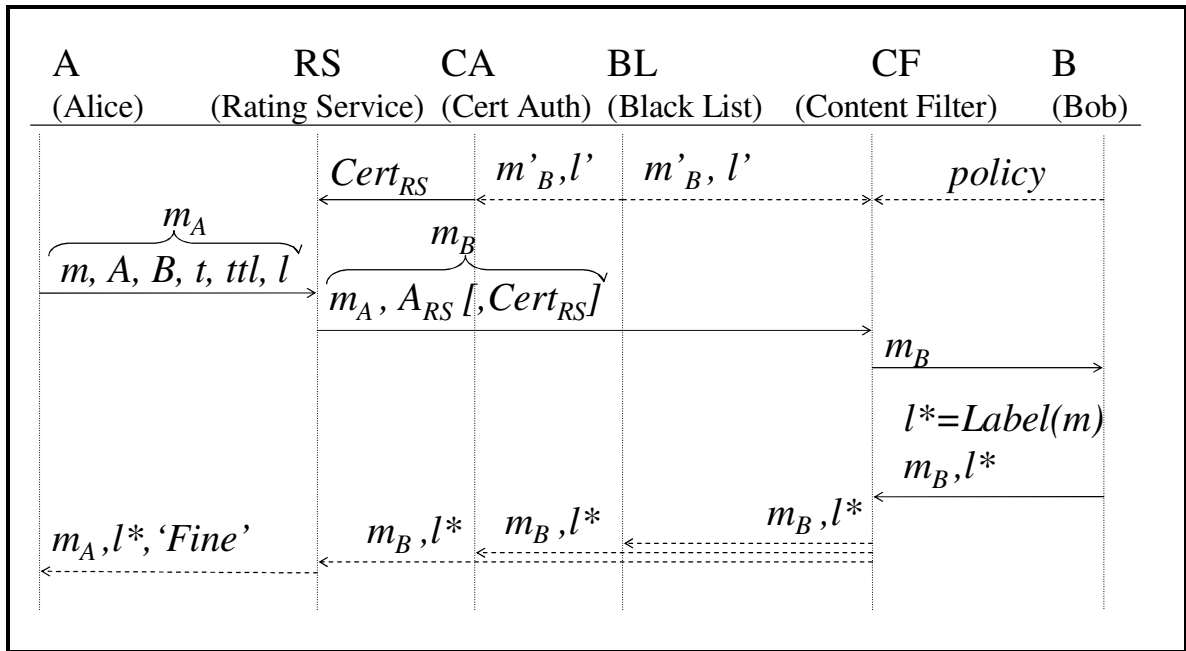 A RS CA BL CF B
(Alice) (Rating Service) (Cert Auth) (Black List) (Content Filter) (Bob)
Cert_RS m'_B,l' m'_B, l' policy
m_A
m_B
m, A, B, t, ttl, l
m_A, A_RS [,Cert_RS]
m_B
l*=Label(m)
m_B,l*
m_A,l*,‘Fine’ m_B,l* m_B,l* m_B,l*